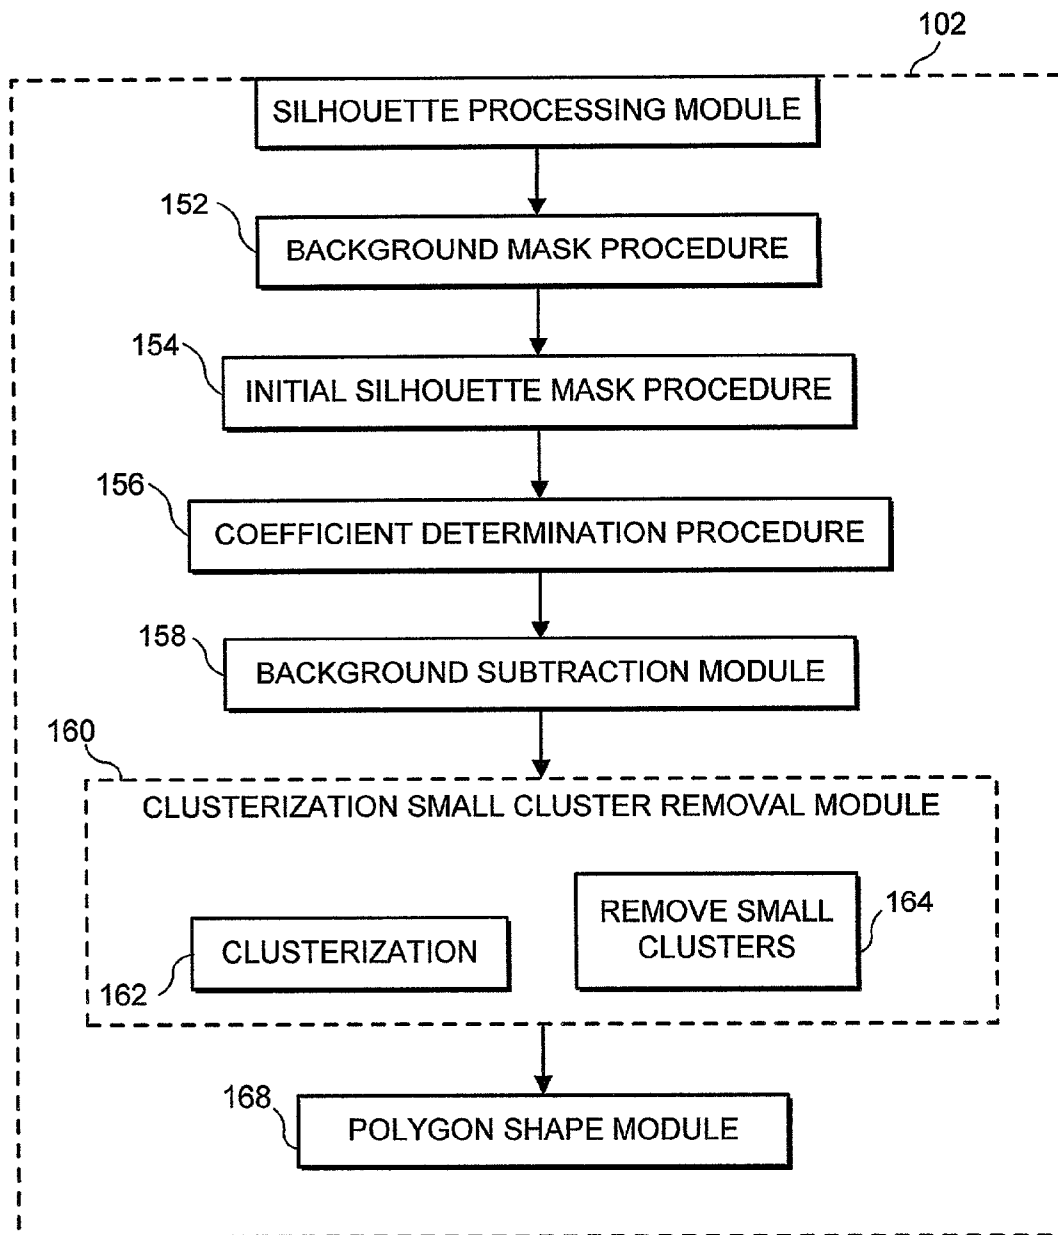 102
SILHOUETTE PROCESSING MODULE
152
BACKGROUND MASK PROCEDURE
154
INITIAL SILHOUETTE MASK PROCEDURE
156
COEFFICIENT DETERMINATION PROCEDURE
158
BACKGROUND SUBTRACTION MODULE
160
CLUSTERIZATION SMALL CLUSTER REMOVAL MODULE
REMOVE SMALL
CLUSTERS
164
CLUSTERIZATION
162
168
POLYGON SHAPE MODULE